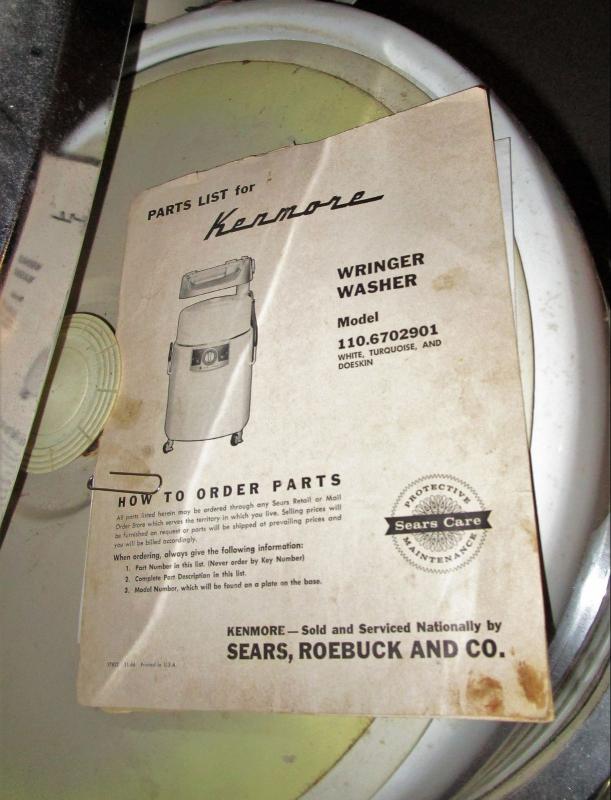 PARTS LIST for
Kenmore
WRINGER
WASHER
Model
110.6702901
WHITE, TURQUOISE, AND
DOESKIN
HOW TO ORDER PARTS
All parts listed herein may be ordered through any Sears Retail or Mail
Order Store which serves the territory in which you live. Selling prices will
be furnished on request or parts will be shipped at prevailing prices and
you will be billed accordingly.
When ordering, always give the following information:
1. Part Number in this list. (Never order by Key Number)
2. Complete Part Description in this list.
3. Model Number, which will be found on a plate on the base.
PROTECTIVE
Sears Care
MAINTENANCE
KENMORE — Sold and Serviced Nationally by
SEARS, ROEBUCK AND CO.
Printed in U.S.A.